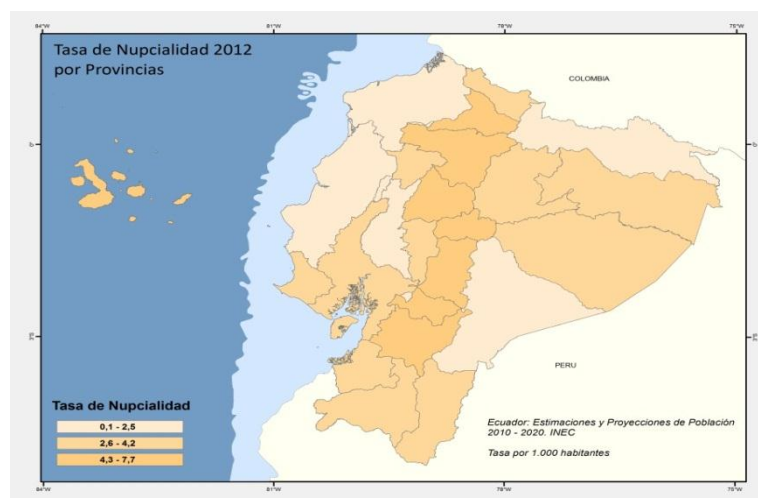 84°W
81°W
78°W
75°W
Tasa de Nupcialidad 2012
por Provincias
COLOMBIA
0°
0°
3°S
3°S
PERU
Tasa de Nupcialidad
0,1 - 2,5
2,6 - 4,2
4,3 - 7,7
Ecuador: Estimaciones y Proyecciones de Población
2010 - 2020. INEC
Tasa por 1.000 habitantes
84°W
81°W
78°W
75°W